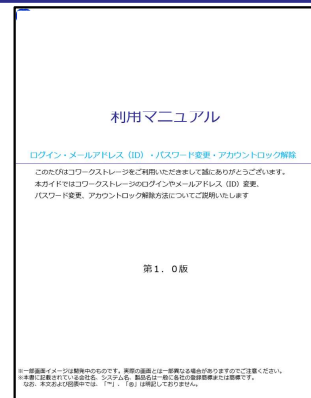 利用マニュアル
ログイン・メールアドレス（ID）・パスワード変更・アカウントロック解除
このたびはコワークストレージをご利用いただきまして誠にありがとうございます。
本ガイドではコワークストレージのログインやメールアドレス（ID）変更、
パスワード変更、アカウントロック解除方法についてご説明いたします
第１．０版
※一部画面イメージは開発中のものです。実際の画面とは一部異なる場合がありますのでご注意ください。
※本書に記載されている会社名、システム名、製品名は一般に各社の登録商標または商標です。
なお、本文および図表中では、「™」、「®」は明記しておりません。